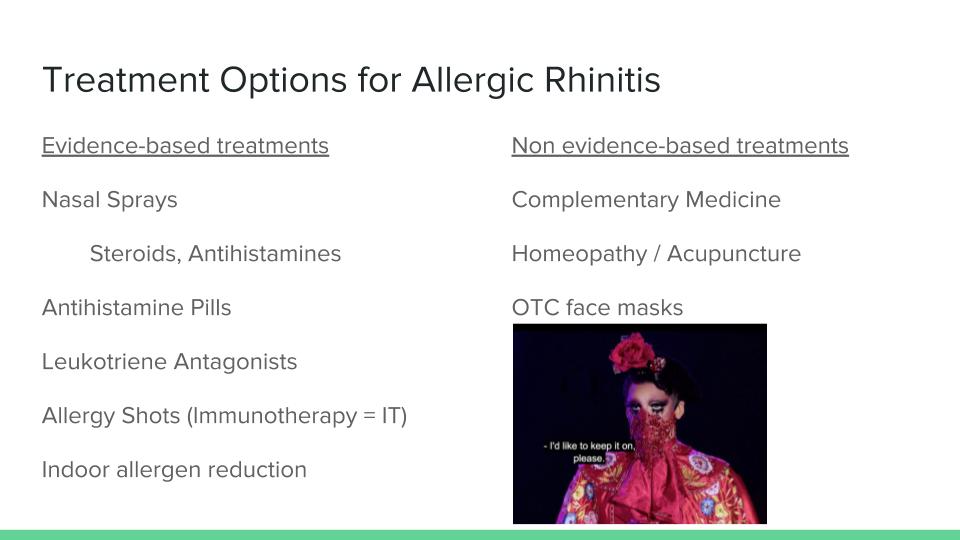 Treatment Options for Allergic Rhinitis
Evidence-based treatments
Nasal Sprays
Steroids, Antihistamines
Antihistamine Pills
Leukotriene Antagonists
Allergy Shots (Immunotherapy = IT)
Indoor allergen reduction
Non evidence-based treatments
Complementary Medicine
Homeopathy / Acupuncture
OTC face masks
- I'd like to keep it on,
please.